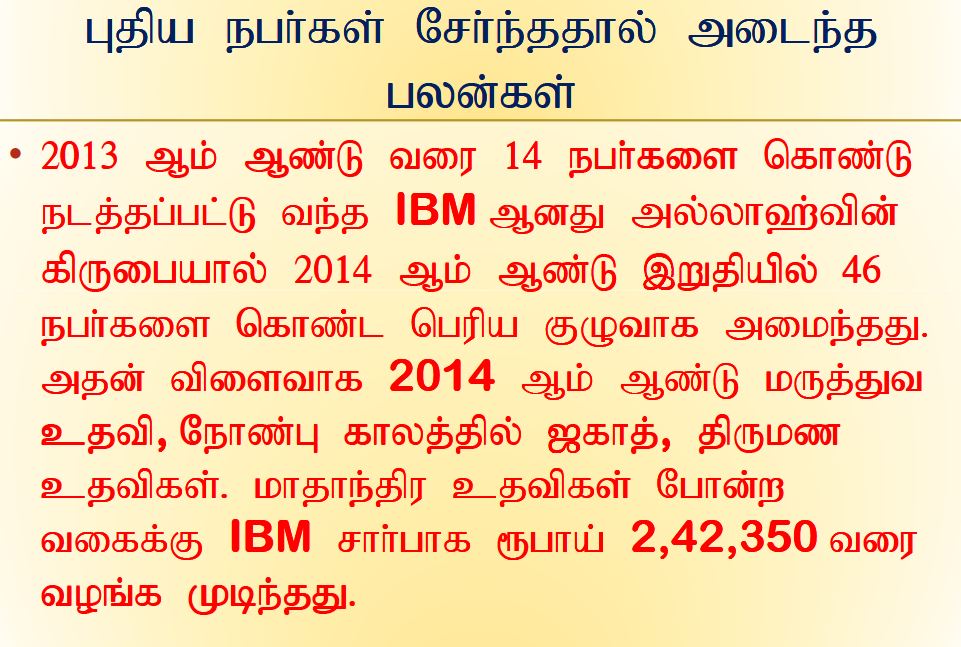 புதிய நபர்கள் சேர்ந்ததால் அடைந்த
பலன்கள்
• 2013 ஆம் ஆண்டு வரை 14 நபர்களை கொண்டு
நடத்தப்பட்டு வந்த IBM ஆனது அல்லாஹ்வின்
கிருபையால் 2014 ஆம் ஆண்டு இறுதியில் 46
நபர்களை கொண்ட பெரிய குழுவாக அமைந்தது.
அதன் விளைவாக 2014 ஆம் ஆண்டு மருத்துவ
உதவி, நோண்பு காலத்தில் ஜகாத், திருமண
உதவிகள். மாதாந்திர உதவிகள் போன்ற
வகைக்கு IBM சார்பாக ரூபாய் 2,42,350 வரை
வழங்க முடிந்தது.